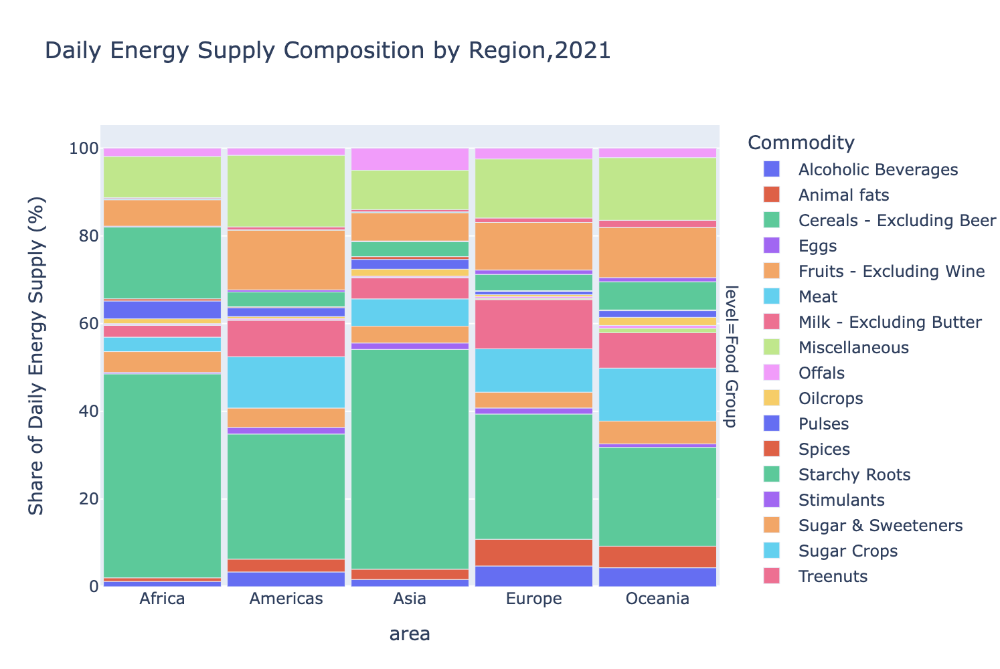 Daily Energy Supply Composition by Region,2021
Share of Daily Energy Supply (%)
100
80
60
40
20
0
Africa
Americas
Asia
Europe
Oceania
area
level=Food Group
Commodity
Alcoholic Beverages
Animal fats
Cereals - Excluding Beer
Eggs
Fruits - Excluding Wine
Meat
Milk - Excluding Butter
Miscellaneous
Offals
Oilcrops
Pulses
Spices
Starchy Roots
Stimulants
Sugar & Sweeteners
Sugar Crops
Treenuts